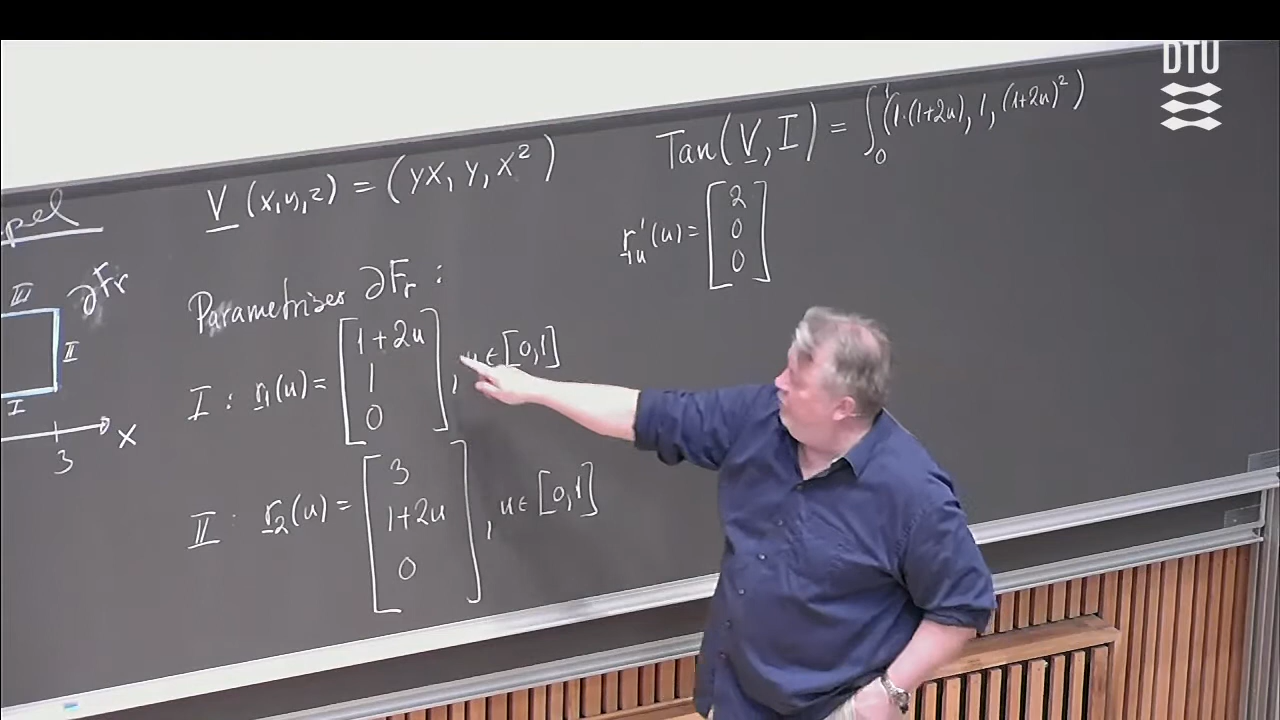 DTU
pel
III
∂Fr
II
I
3
x
V (x,y,z) = (yx, y, x²)
Parametriser ∂Fr :
I : r₁(u) = [1+2u
1
0] , u ∈ [0,1]
II : r₂(u) = [3
1+2u
0] , u ∈ [0,1]
Tan(V, I) = ∫₀¹ (1·(1+2u), 1, (1+2u)²)
r₁'ᵤ(u) = [2
0
0]